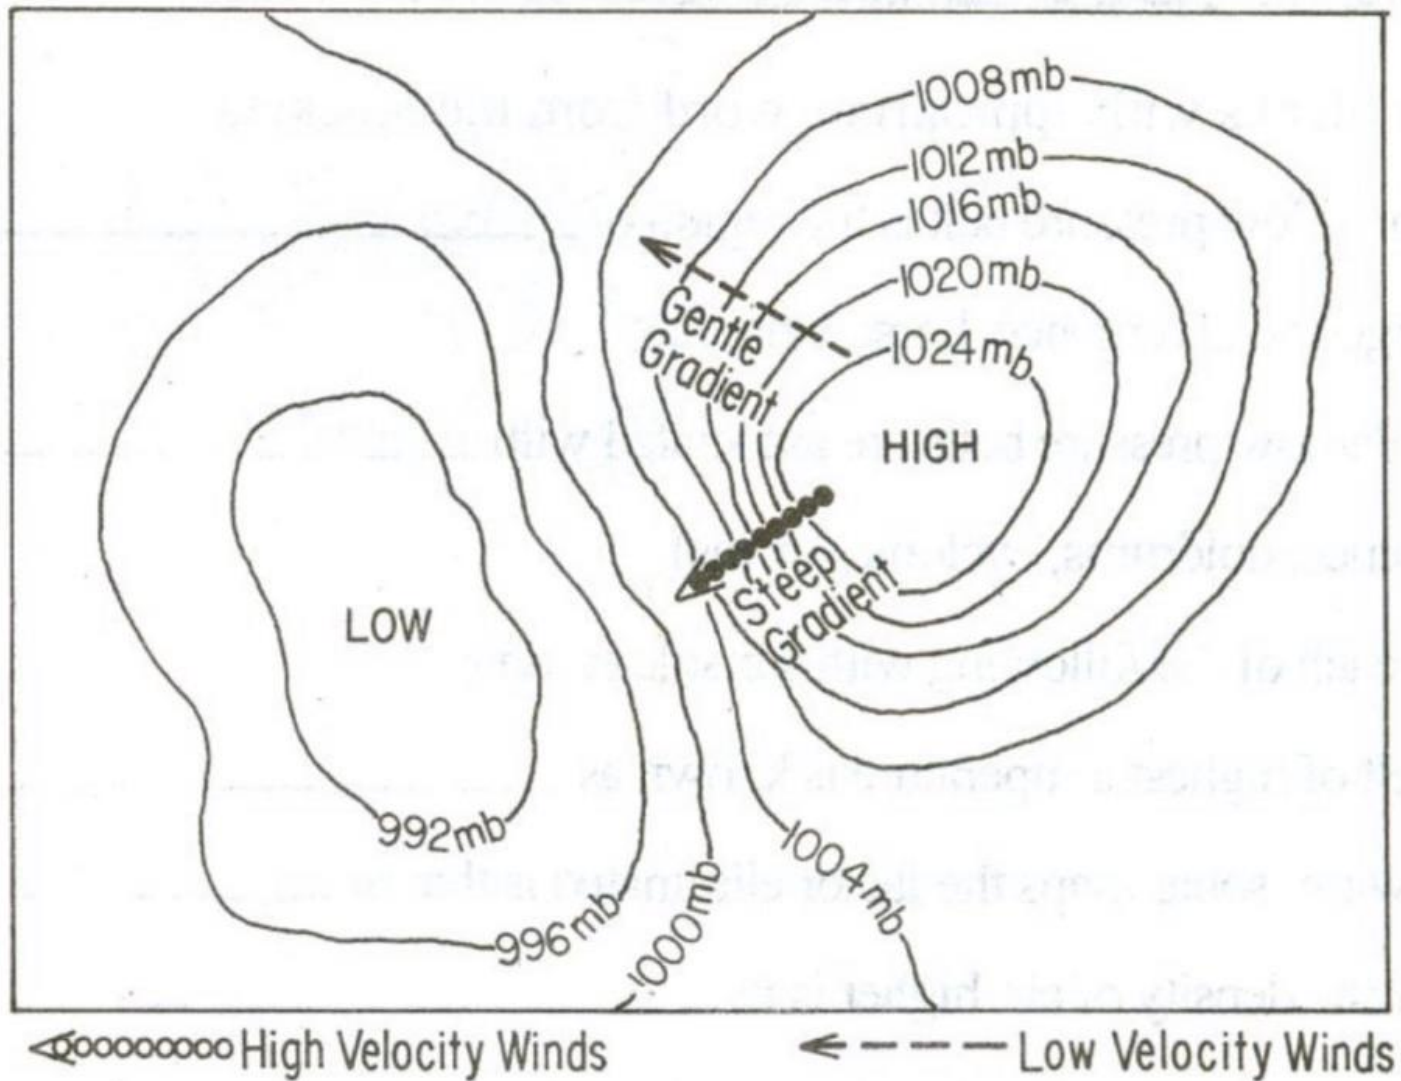 1008mb
1012mb
1016mb
1020mb
1024mb
HIGH
Gentle
Gradient
Steep
Gradient
LOW
992mb
996mb
1000mb
1004mb
High Velocity Winds
Low Velocity Winds